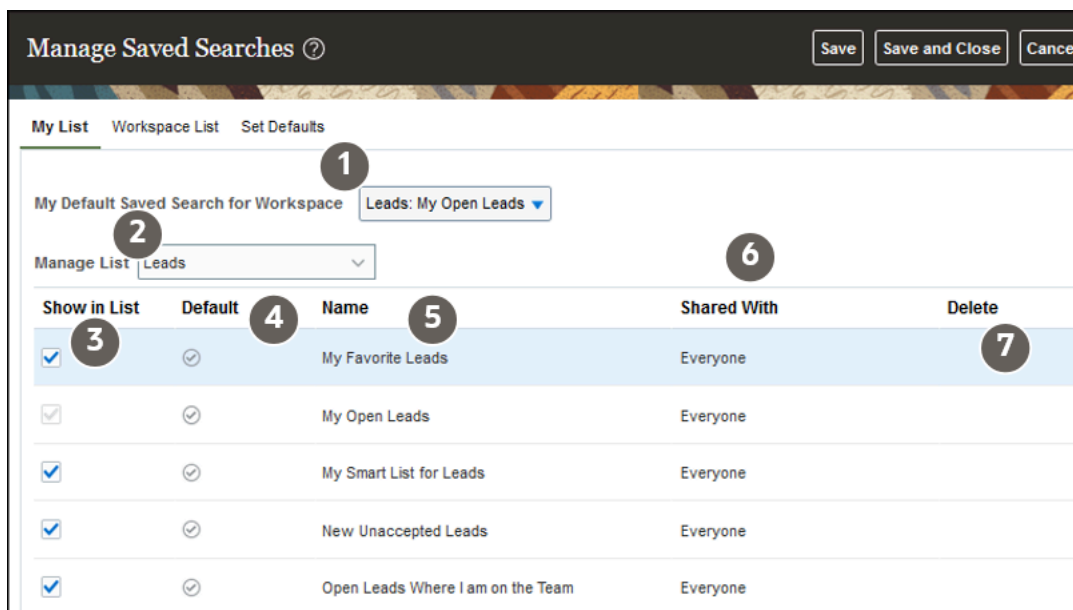 Manage Saved Searches ? Save Save and Close Cance
My List Workspace List Set Defaults
1
My Default Saved Search for Workspace Leads: My Open Leads
2
6
Manage List Leads
Show in List Default Name Shared With Delete
3 4 5 7
My Favorite Leads Everyone
My Open Leads Everyone
My Smart List for Leads Everyone
New Unaccepted Leads Everyone
Open Leads Where I am on the Team Everyone